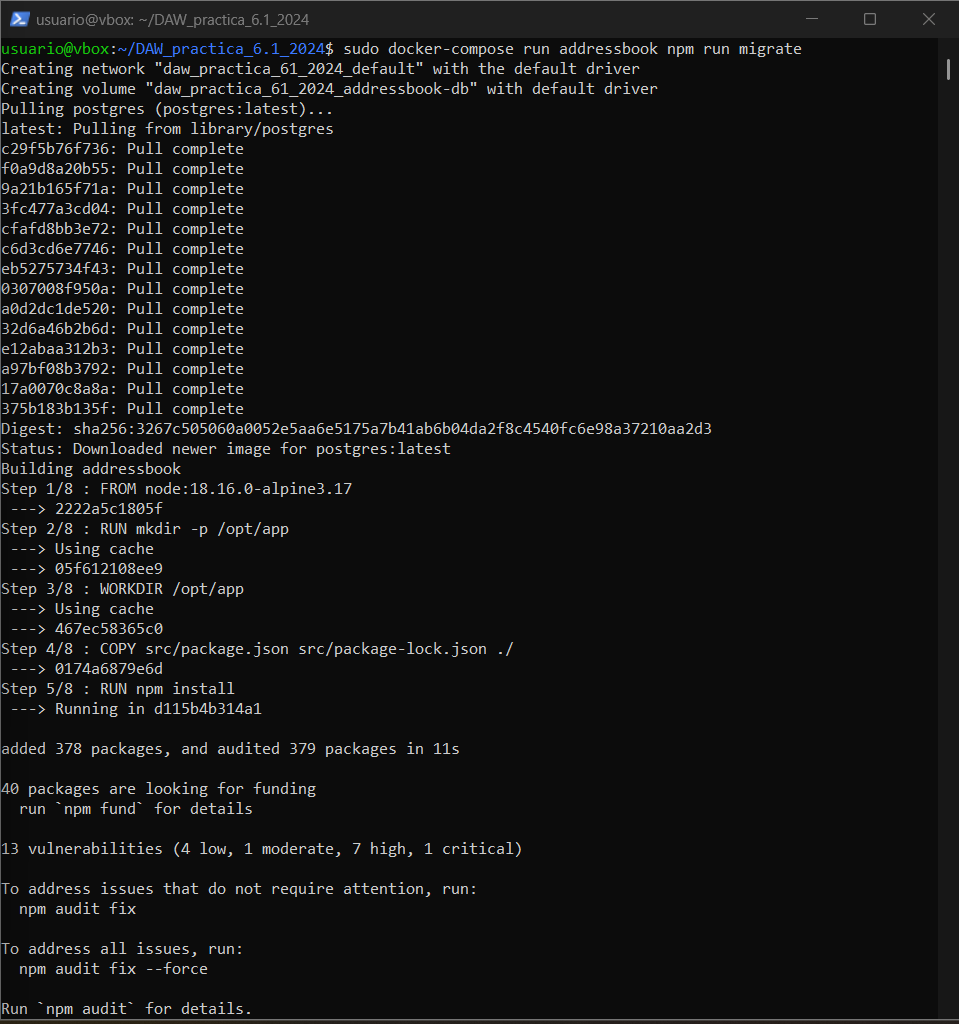 usuario@vbox: ~/DAW_practica_6.1_2024
usuario@vbox:~/DAW_practica_6.1_2024$ sudo docker-compose run addressbook npm run migrate
Creating network "daw_practica_61_2024_default" with the default driver
Creating volume "daw_practica_61_2024_addressbook-db" with default driver
Pulling postgres (postgres:latest)...
latest: Pulling from library/postgres
c29f5b76f736: Pull complete
f0a9d8a20b55: Pull complete
9a21b165f71a: Pull complete
3fc477a3cd04: Pull complete
cfafd8bb3e72: Pull complete
c6d3cd6e7746: Pull complete
eb5275734f43: Pull complete
0307008f950a: Pull complete
a0d2dc1de520: Pull complete
32d6a46b2b6d: Pull complete
e12abaa312b3: Pull complete
a97bf08b3792: Pull complete
17a0070c8a8a: Pull complete
375b183b135f: Pull complete
Digest: sha256:3267c505060a0052e5aa6e5175a7b41ab6b04da2f8c4540fc6e98a37210aa2d3
Status: Downloaded newer image for postgres:latest
Building addressbook
Step 1/8 : FROM node:18.16.0-alpine3.17
 ---> 2222a5c1805f
Step 2/8 : RUN mkdir -p /opt/app
 ---> Using cache
 ---> 05f612108ee9
Step 3/8 : WORKDIR /opt/app
 ---> Using cache
 ---> 467ec58365c0
Step 4/8 : COPY src/package.json src/package-lock.json ./
 ---> 0174a6879e6d
Step 5/8 : RUN npm install
 ---> Running in d115b4b314a1
added 378 packages, and audited 379 packages in 11s
40 packages are looking for funding
  run `npm fund` for details
13 vulnerabilities (4 low, 1 moderate, 7 high, 1 critical)
To address issues that do not require attention, run:
  npm audit fix
To address all issues, run:
  npm audit fix --force
Run `npm audit` for details.